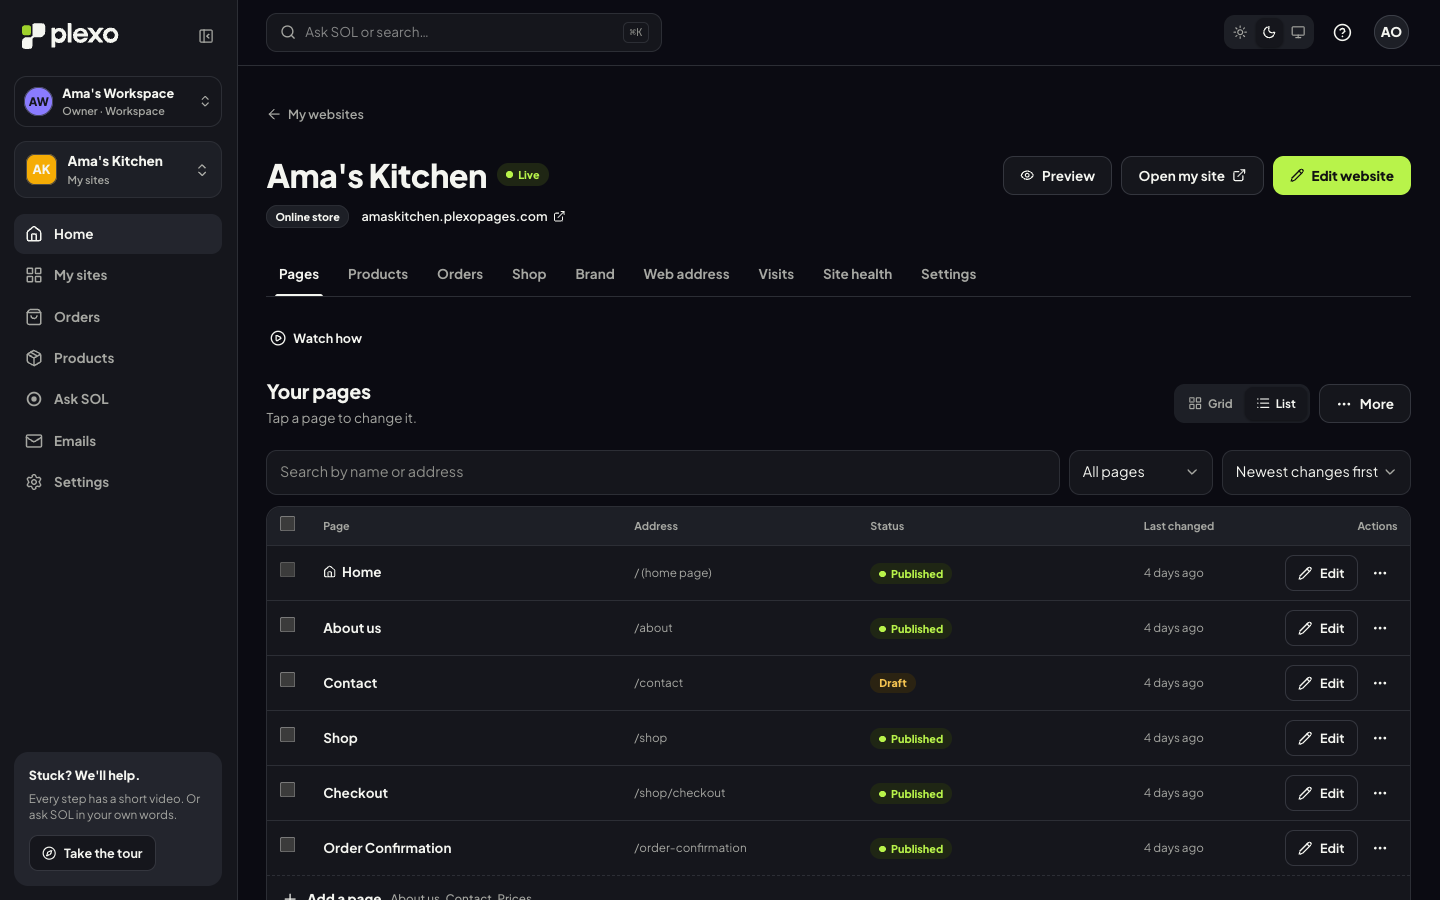 plexo
Ask SOL or search...
⌘K
AO
AW
Ama's Workspace
Owner · Workspace
AK
Ama's Kitchen
My sites
Home
My sites
Orders
Products
Ask SOL
Emails
Settings
Stuck? We'll help.
Every step has a short video. Or
ask SOL in your own words.
Take the tour
My websites
Ama's Kitchen
Live
Preview
Open my site
Edit website
Online store
amaskitchen.plexopages.com
Pages Products Orders Shop Brand Web address Visits Site health Settings
Watch how
Your pages
Tap a page to change it.
Grid
List
More
Search by name or address
All pages
Newest changes first
Page Address Status Last changed Actions
Home / (home page) Published 4 days ago Edit
About us /about Published 4 days ago Edit
Contact /contact Draft 4 days ago Edit
Shop /shop Published 4 days ago Edit
Checkout /shop/checkout Published 4 days ago Edit
Order Confirmation /order-confirmation Published 4 days ago Edit
Add a page About us, Contact, Prices